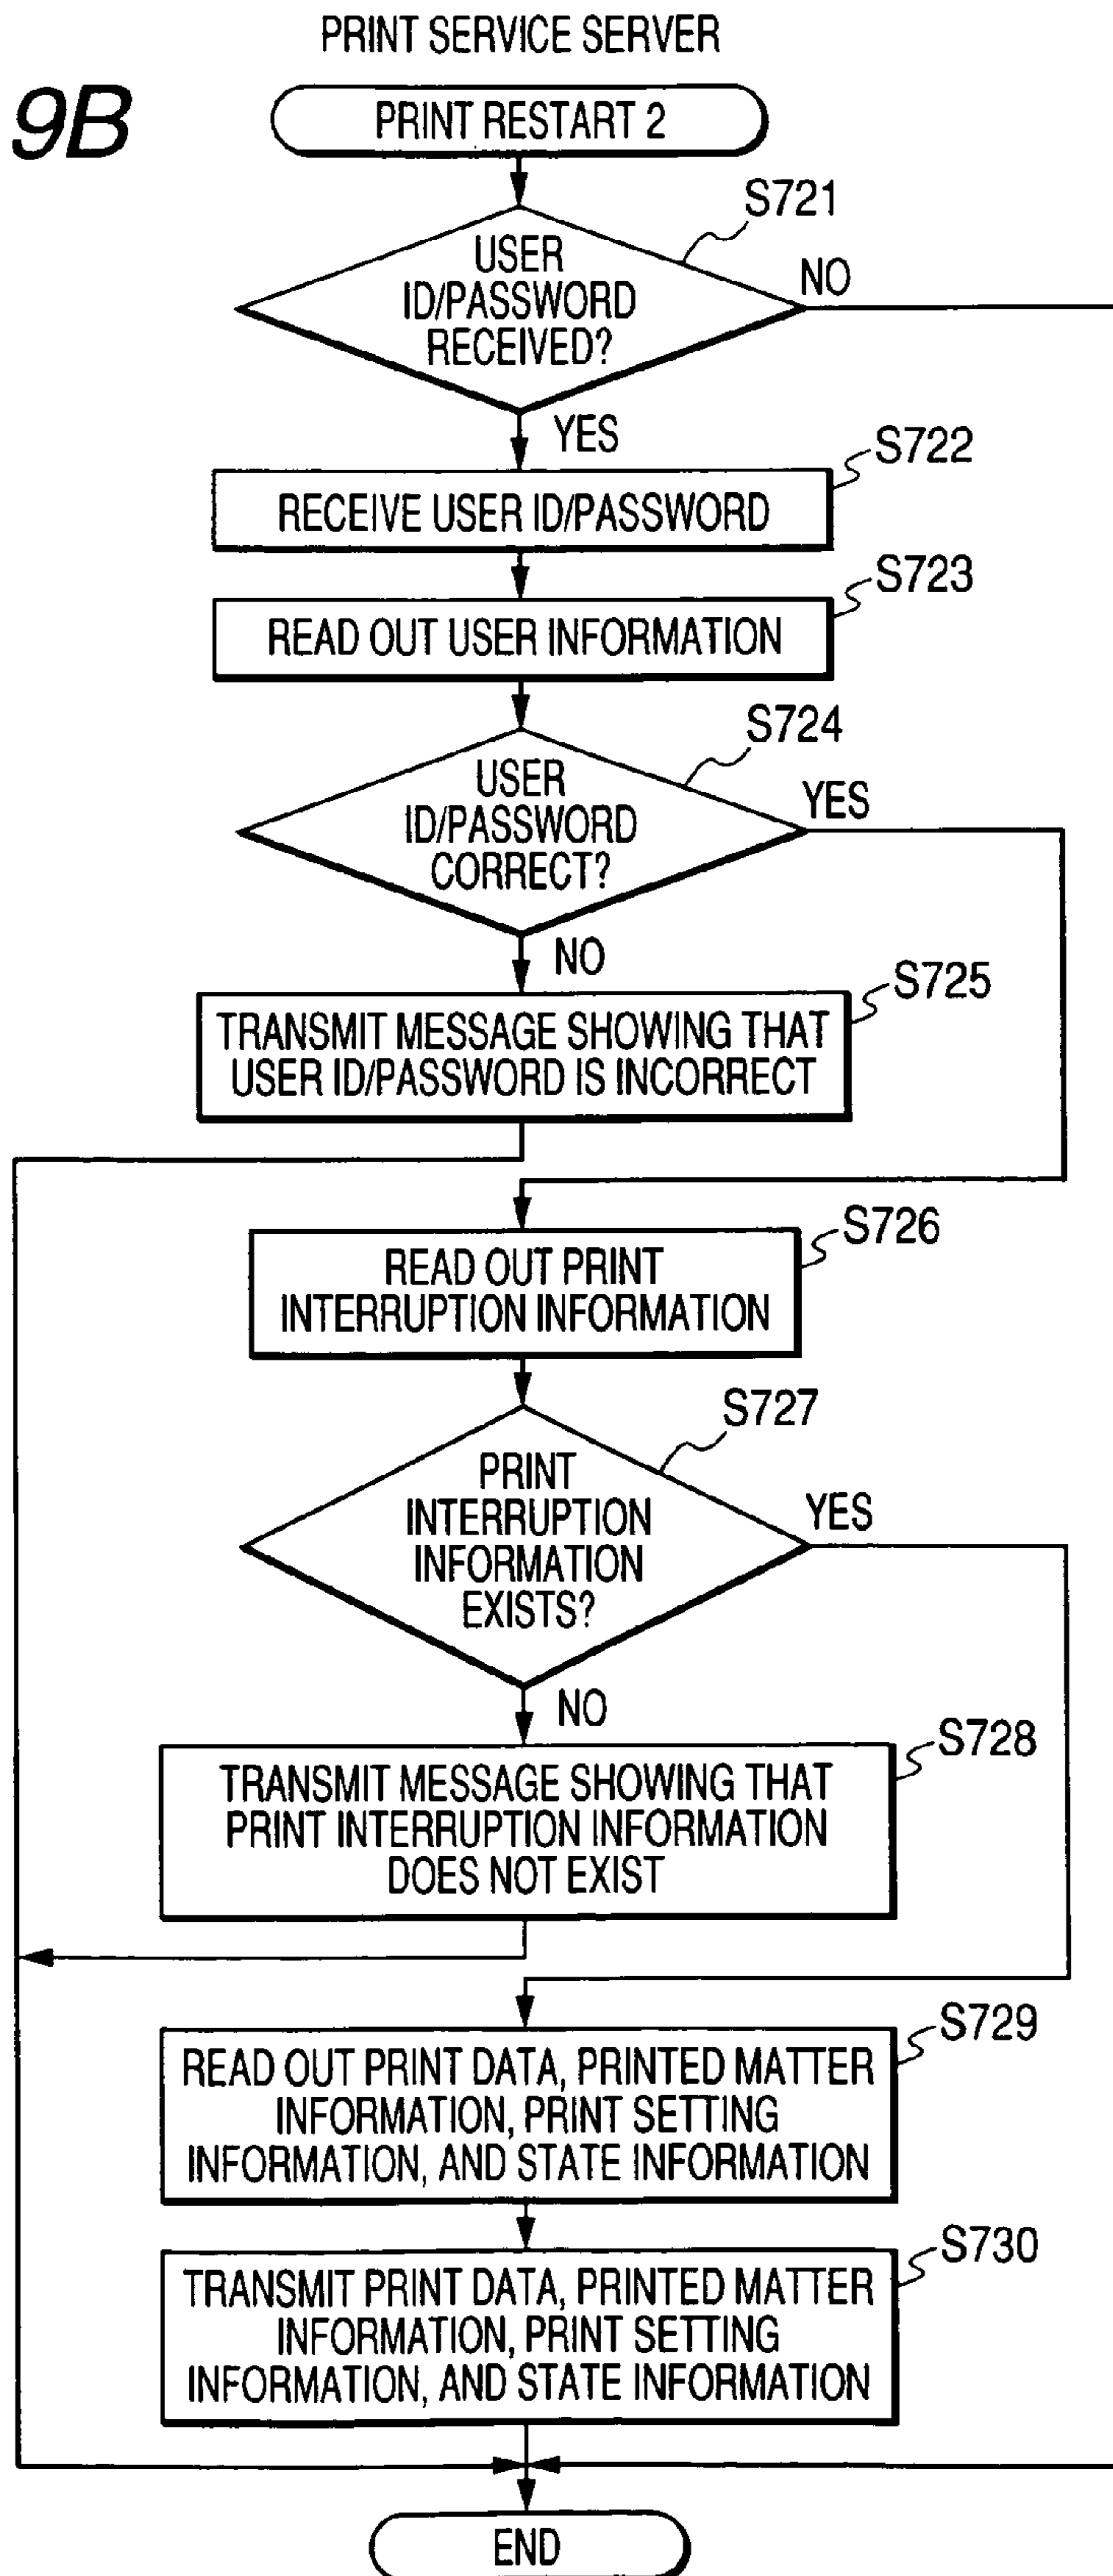 PRINT SERVICE SERVER
9B
PRINT RESTART 2
S721
USER
ID/PASSWORD
RECEIVED?
NO
YES
S722
RECEIVE USER ID/PASSWORD
S723
READ OUT USER INFORMATION
S724
USER
ID/PASSWORD
CORRECT?
YES
NO
S725
TRANSMIT MESSAGE SHOWING THAT
USER ID/PASSWORD IS INCORRECT
S726
READ OUT PRINT
INTERRUPTION INFORMATION
S727
PRINT
INTERRUPTION
INFORMATION
EXISTS?
YES
NO
S728
TRANSMIT MESSAGE SHOWING THAT
PRINT INTERRUPTION INFORMATION
DOES NOT EXIST
S729
READ OUT PRINT DATA, PRINTED MATTER
INFORMATION, PRINT SETTING
INFORMATION, AND STATE INFORMATION
S730
TRANSMIT PRINT DATA, PRINTED MATTER
INFORMATION, PRINT SETTING
INFORMATION, AND STATE INFORMATION
END